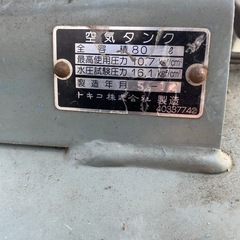 空気タンク
全容積 80 ℓ
最高使用圧力 10.7 kgf/cm²
水圧試験圧力 16.1 kgf/cm²
製造年月
トキコ株式会社 製造
40337742